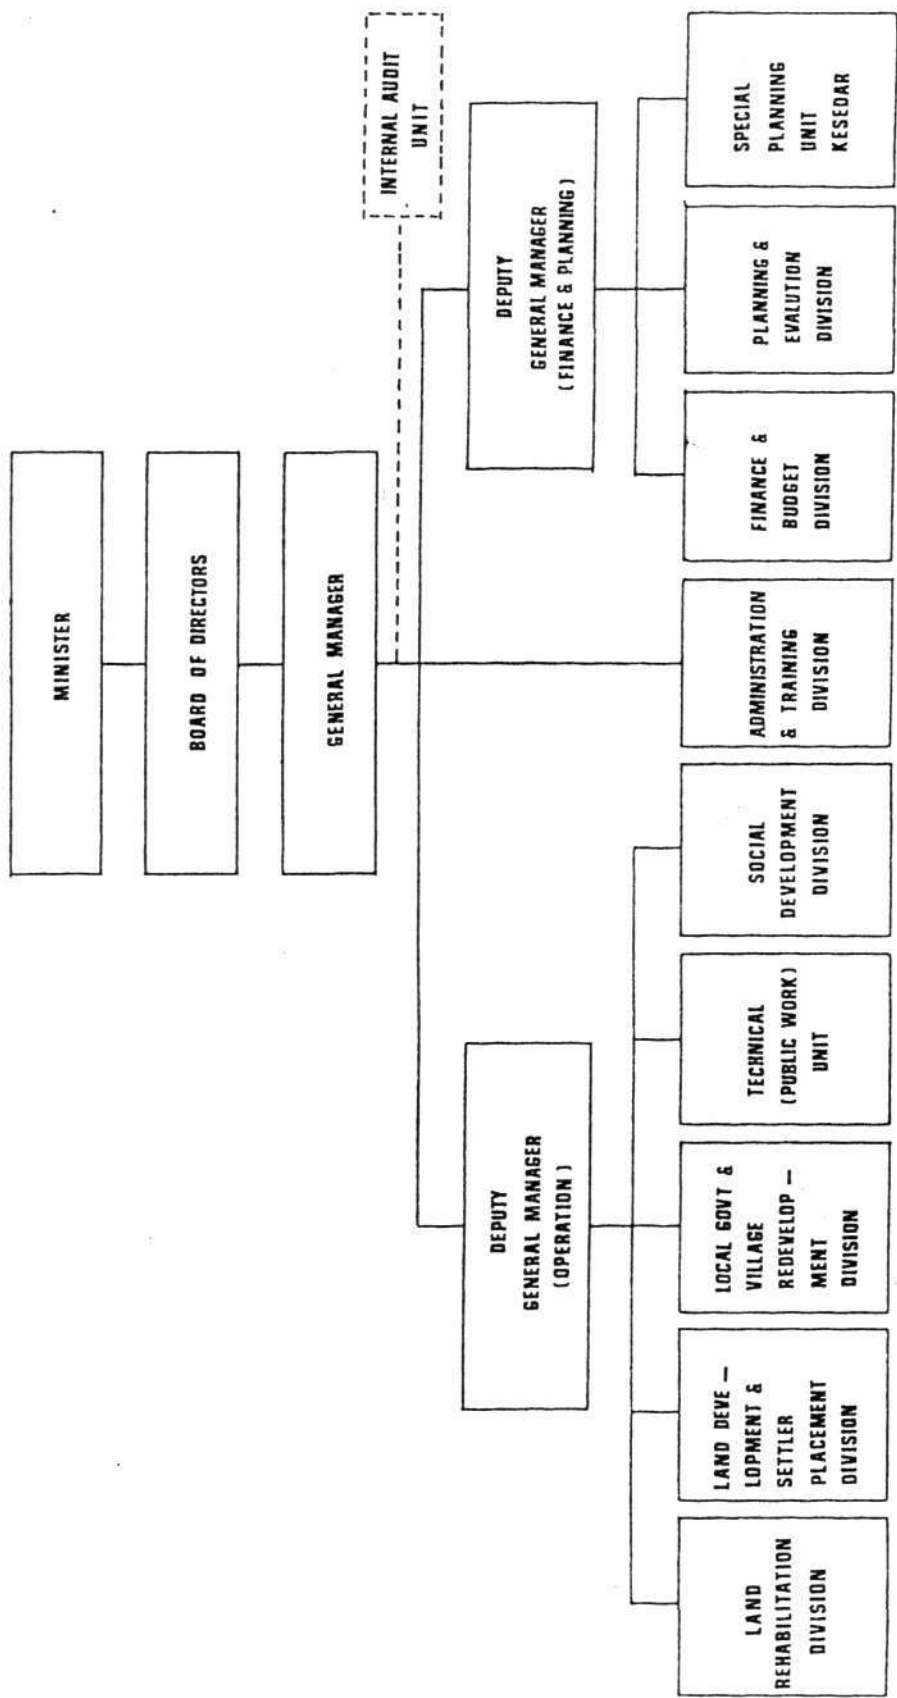 MINISTER
BOARD OF DIRECTORS
GENERAL MANAGER
INTERNAL AUDIT
UNIT
DEPUTY
GENERAL MANAGER
(OPERATION)
DEPUTY
GENERAL MANAGER
(FINANCE & PLANNING)
LAND
REHABILITATION
DIVISION
LAND DEVE –
LOPMENT &
SETTLER
PLACEMENT
DIVISION
LOCAL GOVT &
VILLAGE
REDEVELOP –
MENT
DIVISION
TECHNICAL
(PUBLIC WORK)
UNIT
SOCIAL
DEVELOPMENT
DIVISION
ADMINISTRATION
& TRAINING
DIVISION
FINANCE &
BUDGET
DIVISION
PLANNING &
EVALUTION
DIVISION
SPECIAL
PLANNING
UNIT
KESEDAR